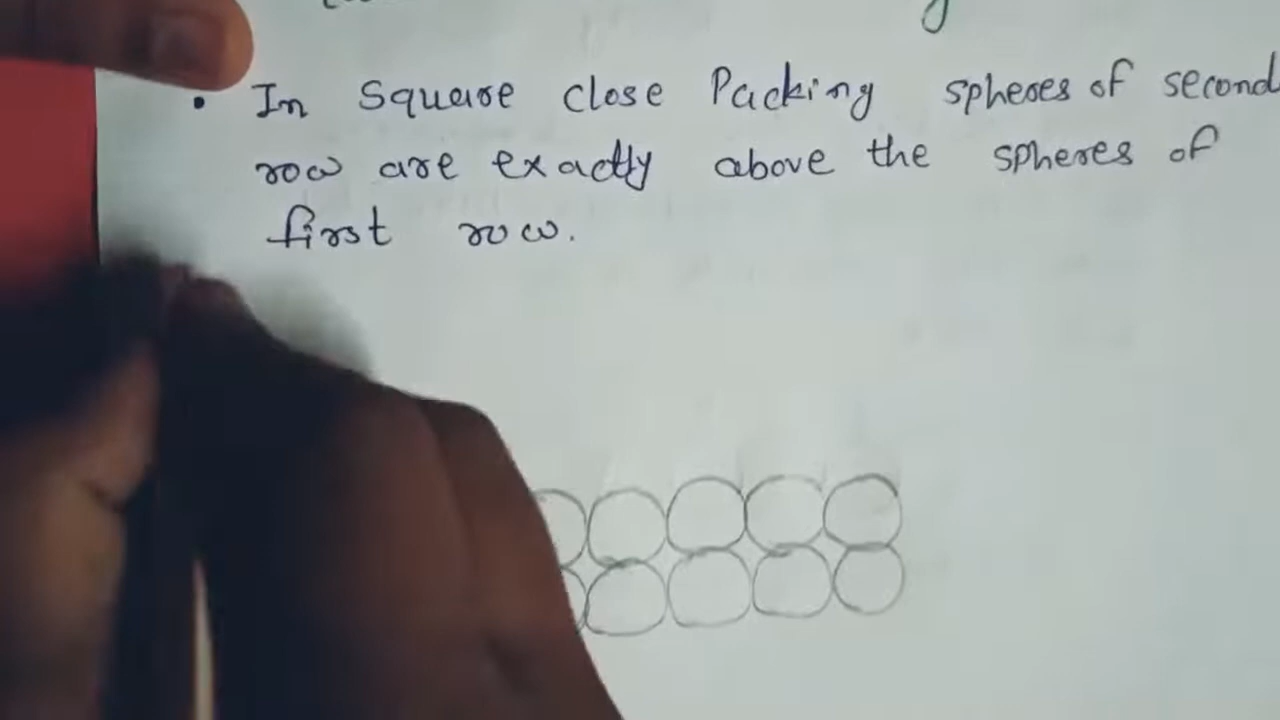 • In Square close Packing spheres of second
row are exactly above the spheres of
first row.